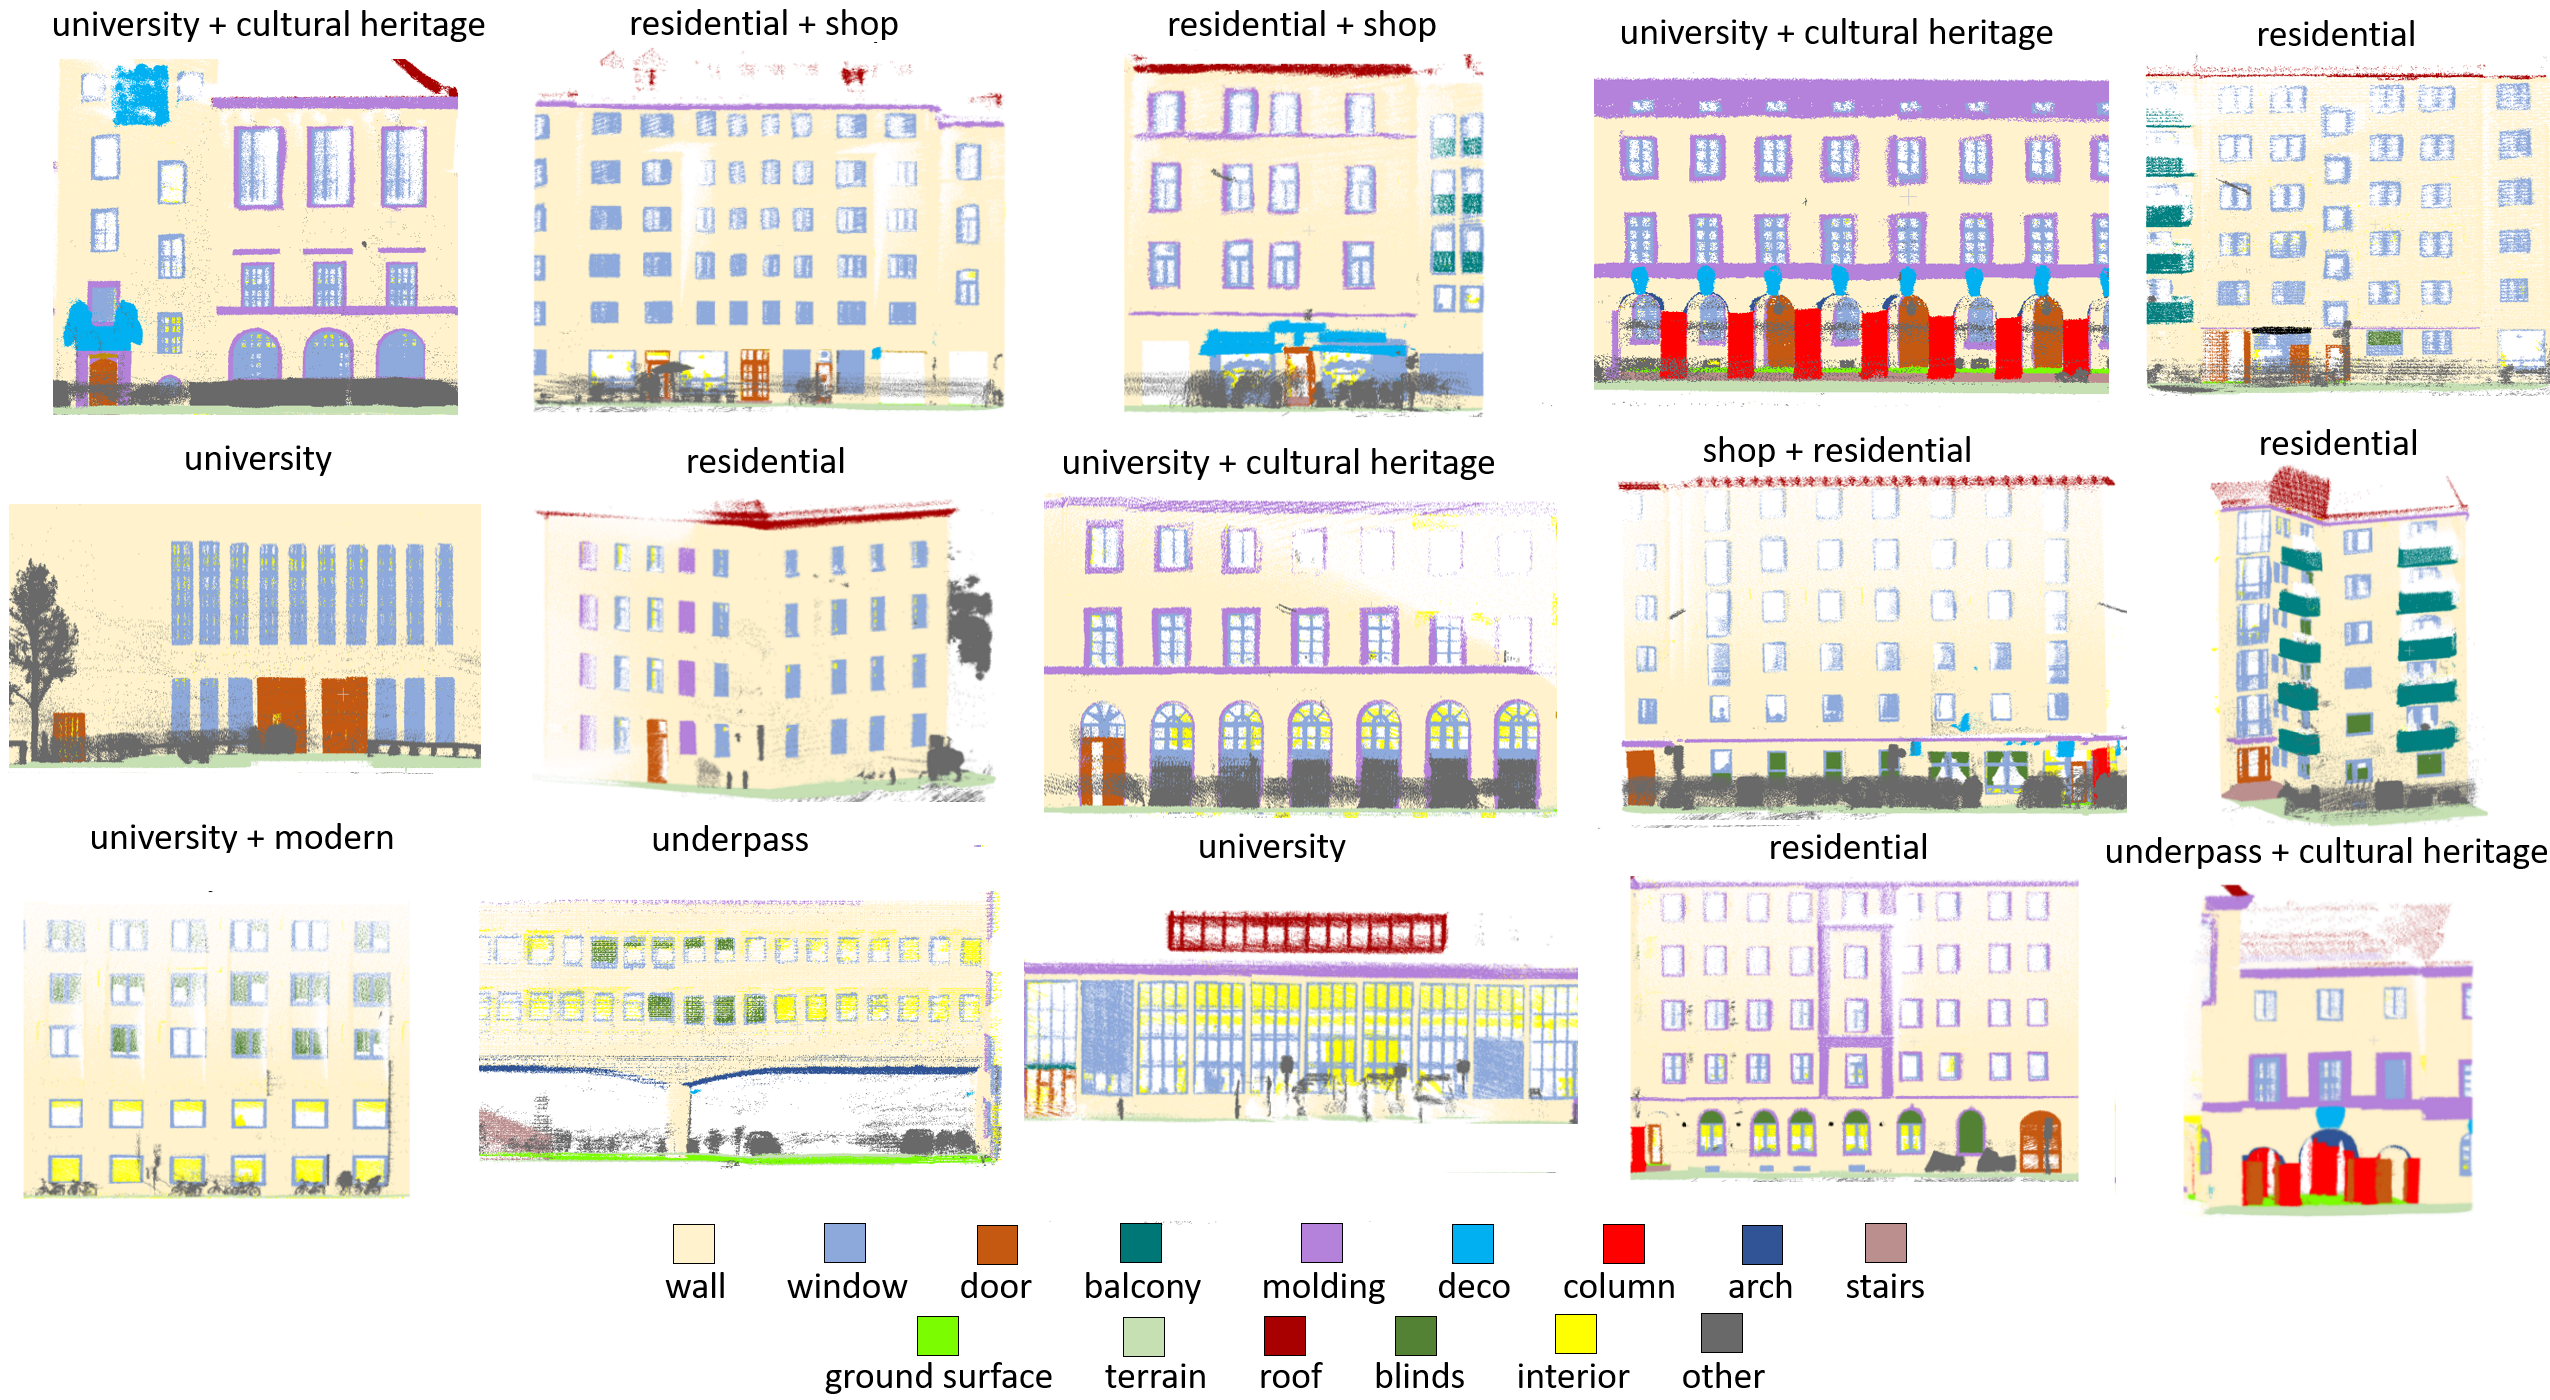 university + cultural heritage
residential + shop
residential + shop
university + cultural heritage
residential
university
residential
university + cultural heritage
shop + residential
residential
university + modern
underpass
university
residential
underpass + cultural heritage
wall
window
door
balcony
molding
deco
column
arch
stairs
ground surface
terrain
roof
blinds
interior
other